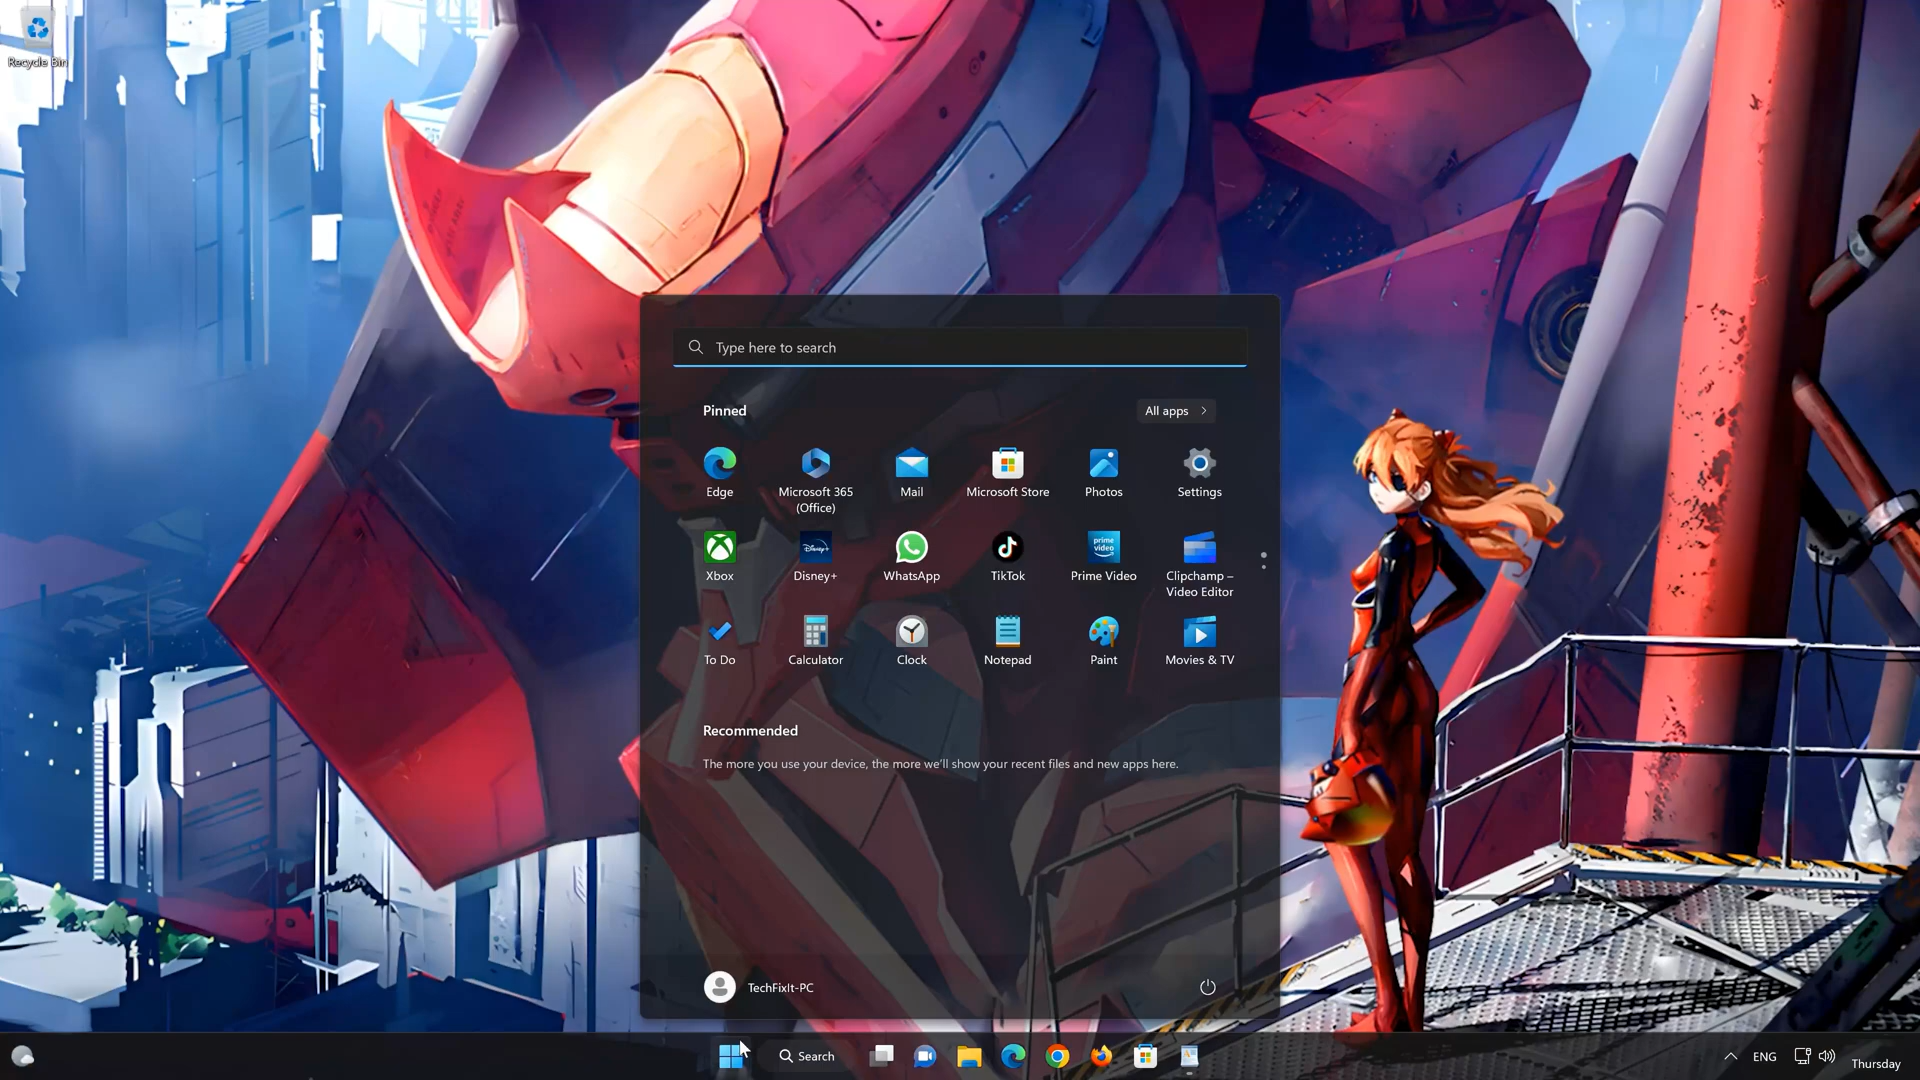 Recycle Bin
Type here to search
Pinned
All apps
Edge
Microsoft 365
(Office)
Mail
Microsoft Store
Photos
Settings
Xbox
Disney+
WhatsApp
TikTok
prime
video
Prime Video
Clipchamp –
Video Editor
To Do
Calculator
Clock
Notepad
Paint
Movies & TV
Recommended
The more you use your device, the more we'll show your recent files and new apps here.
TechFixIt-PC
Search
ENG
Thursday